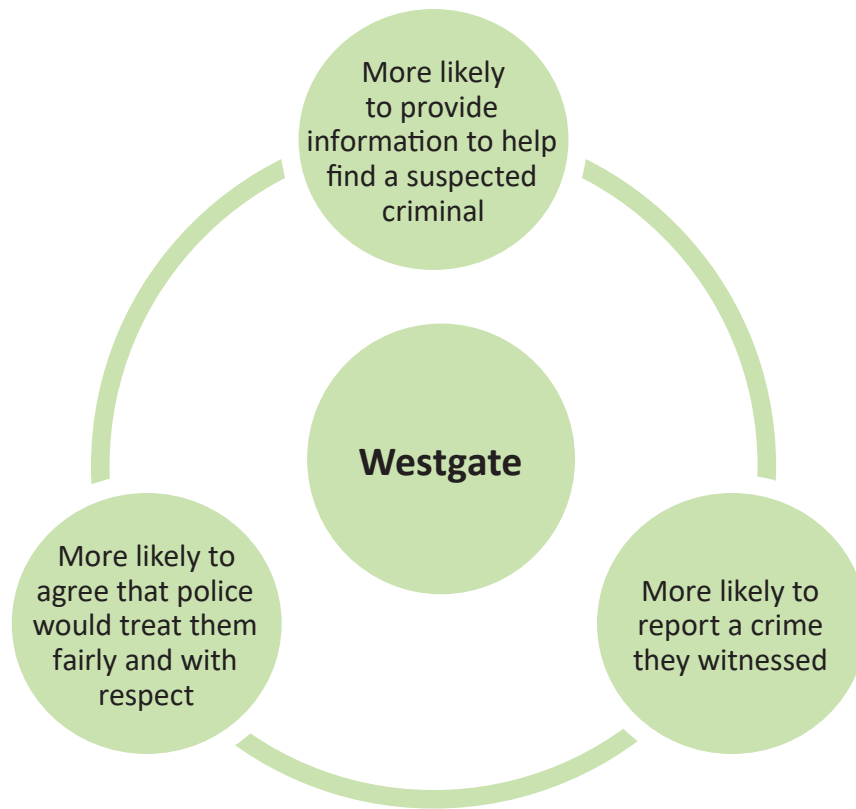 More likely
to provide
information to help
find a suspected
criminal
Westgate
More likely to
agree that police
would treat them
fairly and with
respect
More likely to
report a crime
they witnessed